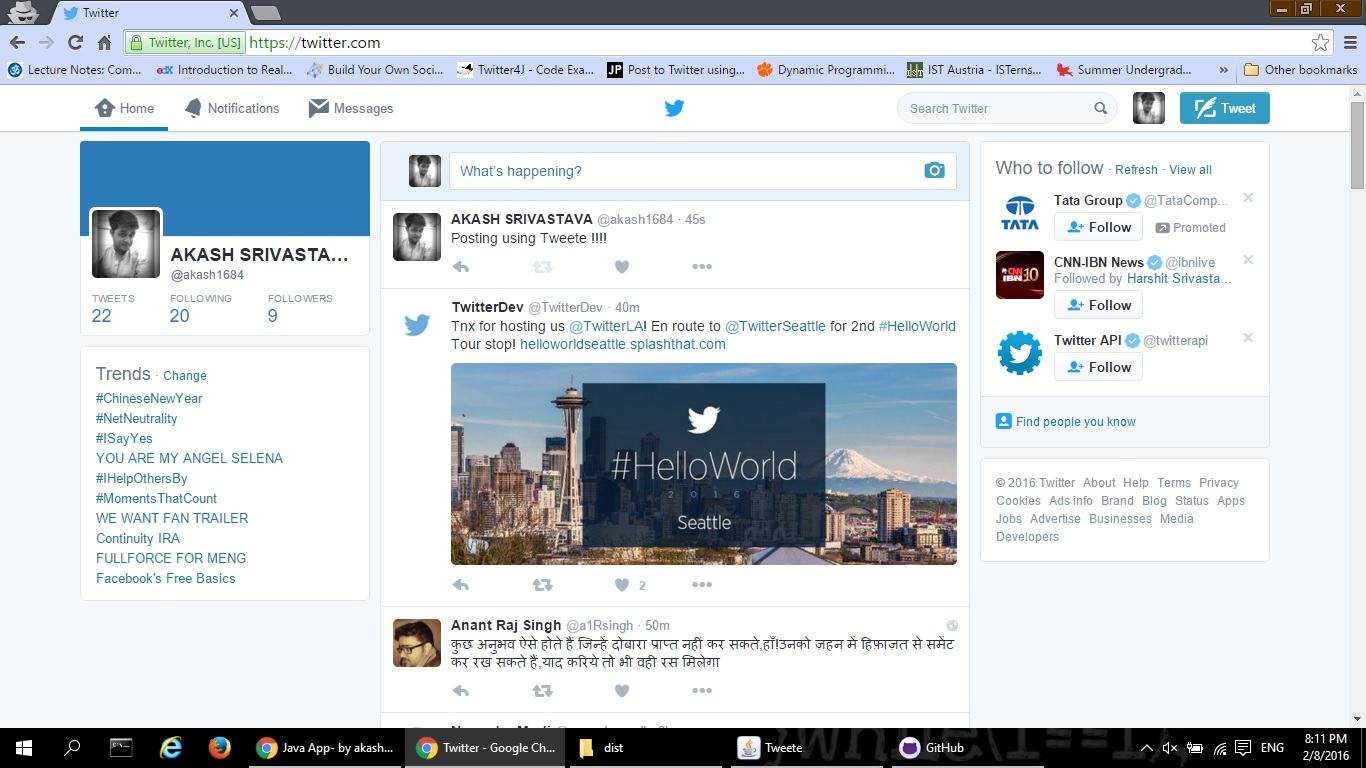 Twitter
Twitter, Inc. [US] https://twitter.com
Lecture Notes: Com...
Introduction to Real...
Build Your Own Soci...
Twitter4J - Code Exa...
JP Post to Twitter using...
Dynamic Programmi...
IST IST Austria - ISTerns...
Summer Undergrad...
» Other bookmarks
Home
Notifications
Messages
Search Twitter
Tweet
AKASH SRIVASTA...
@akash1684
TWEETS FOLLOWING FOLLOWERS
22 20 9
Trends · Change
#ChineseNewYear
#NetNeutrality
#ISayYes
YOU ARE MY ANGEL SELENA
#IHelpOthersBy
#MomentsThatCount
WE WANT FAN TRAILER
Continuity IRA
FULLFORCE FOR MENG
Facebook's Free Basics
What's happening?
AKASH SRIVASTAVA @akash1684 · 45s
Posting using Tweete !!!!
TwitterDev @TwitterDev · 40m
Tnx for hosting us @TwitterLA! En route to @TwitterSeattle for 2nd #HelloWorld
Tour stop! helloworldseattle.splashthat.com
#HelloWorld
2016
Seattle
2
Anant Raj Singh @a1Rsingh · 50m
कुछ अनुभव ऐसे होते हैं जिन्हें दोबारा प्राप्त नहीं कर सकते,हाँ!उनको ज़हन में हिफ़ाज़त से समेंट
कर रख सकते हैं,याद करिये तो भी वही रस मिलेगा
Who to follow · Refresh · View all
TATA
Tata Group @TataComp...
Follow
Promoted
CNN IBN 10
CNN-IBN News @ibnlive
Followed by Harshit Srivasta...
Follow
Twitter API @twitterapi
Follow
Find people you know
© 2016 Twitter About Help Terms Privacy
Cookies Ads info Brand Blog Status Apps
Jobs Advertise Businesses Media
Developers
Java App- by akash...
Twitter - Google Ch...
dist
Tweete
GitHub
ENG
8:11 PM
2/8/2016